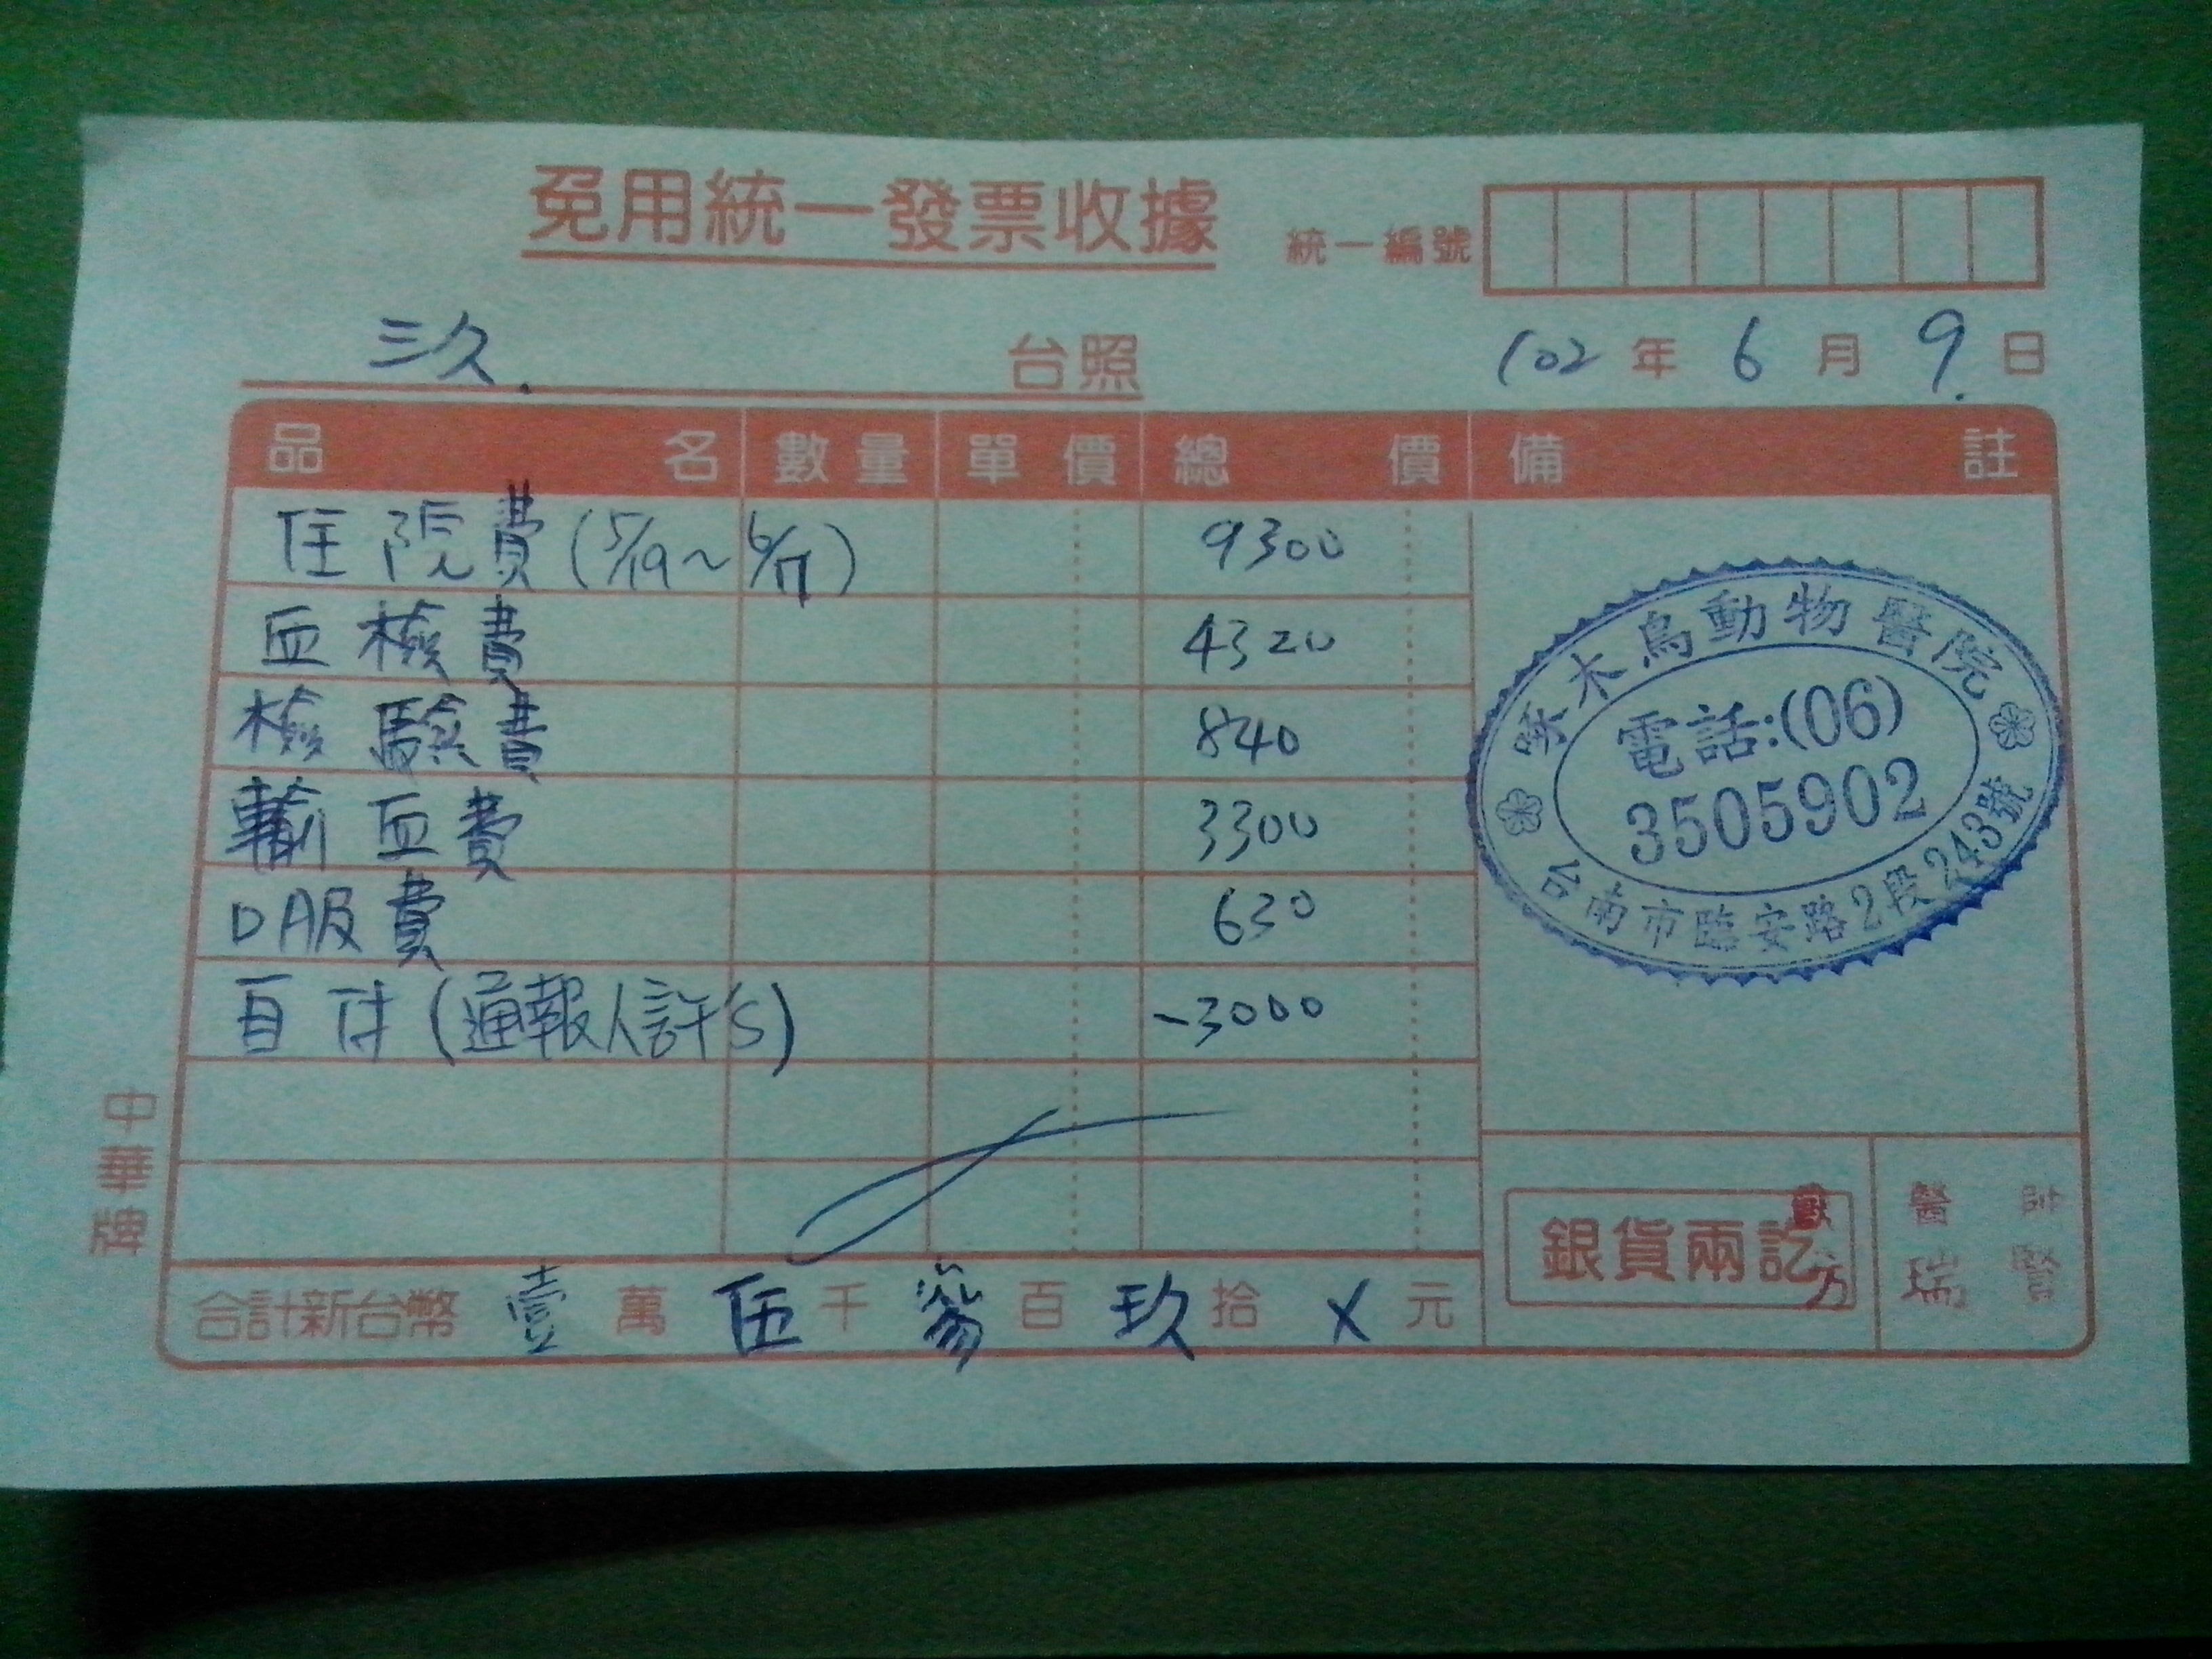 免用統一發票收據
統一編號
三久. 台照
102 年 6 月 9. 日
品名 數量 單價 總價 備註
住院費(5/19~6/17) 9300
血檢費 4320
檢驗費 840
輸血費 3300
口服費 630
自付(通報人許's) -3000
啄木鳥動物醫院
電話:(06)
3505902
台南市臨安路2段243號
中華牌
銀貨兩訖
醫師
瑞賢
合計新台幣 壹萬 伍千 參百 玖拾 X元